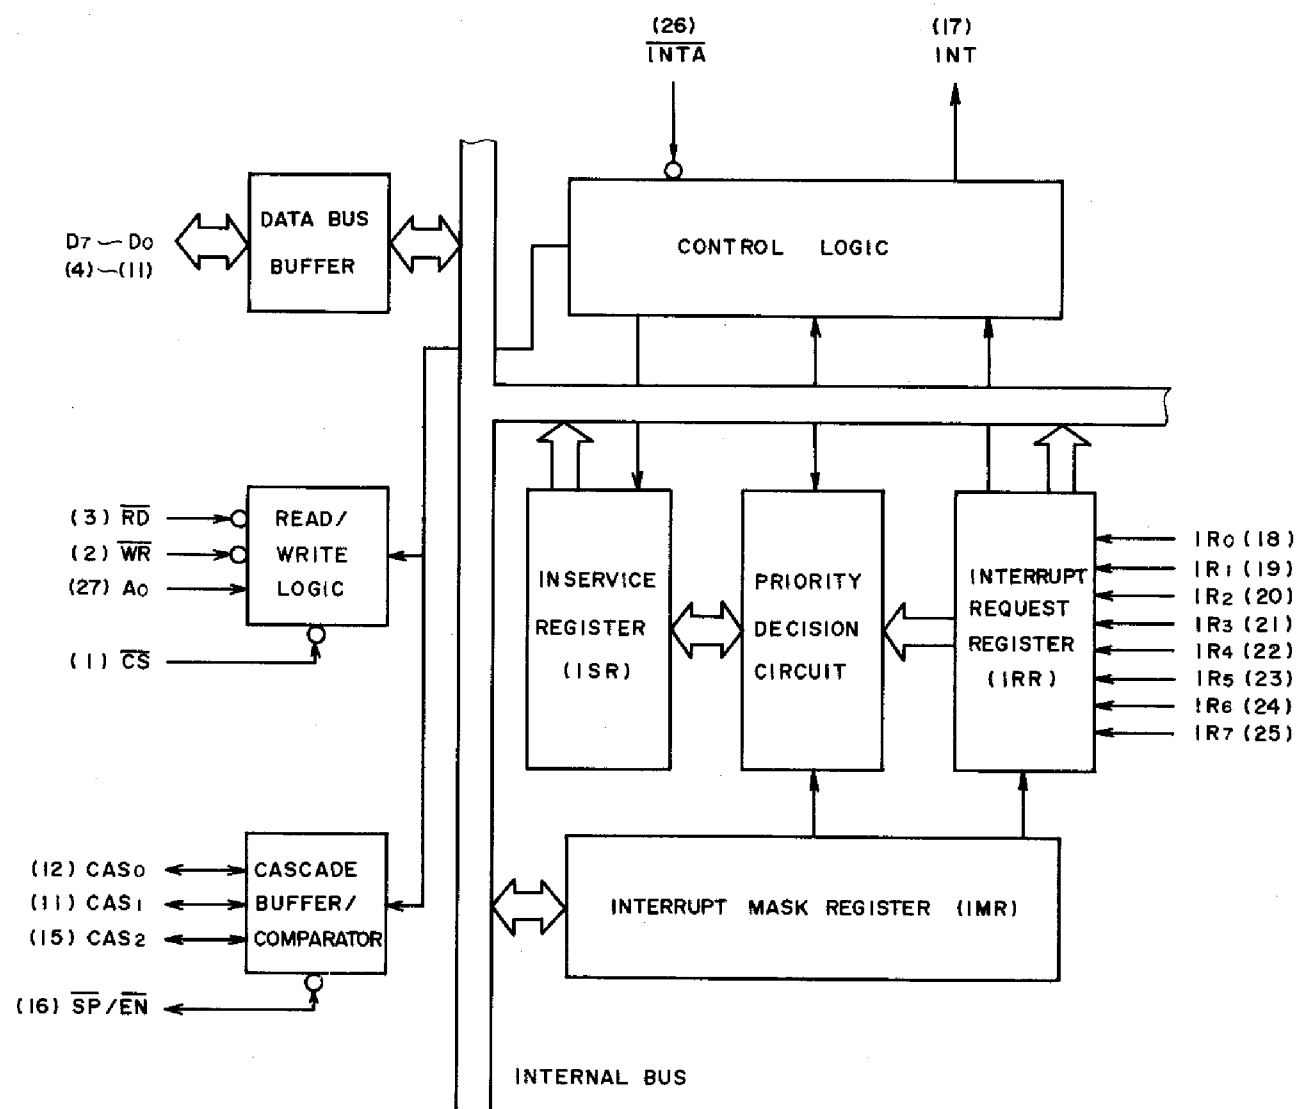 (26)
INTA
(17)
INT
DATA BUS
BUFFER
D7~D0
(4)~(11)
CONTROL LOGIC
(3) RD
(2) WR
(27) A0
(1) CS
READ/
WRITE
LOGIC
INSERVICE
REGISTER
(ISR)
PRIORITY
DECISION
CIRCUIT
INTERRUPT
REQUEST
REGISTER
(IRR)
IR0 (18)
IR1 (19)
IR2 (20)
IR3 (21)
IR4 (22)
IR5 (23)
IR6 (24)
IR7 (25)
(12) CAS0
(11) CAS1
(15) CAS2
(16) SP/EN
CASCADE
BUFFER/
COMPARATOR
INTERRUPT MASK REGISTER (IMR)
INTERNAL BUS